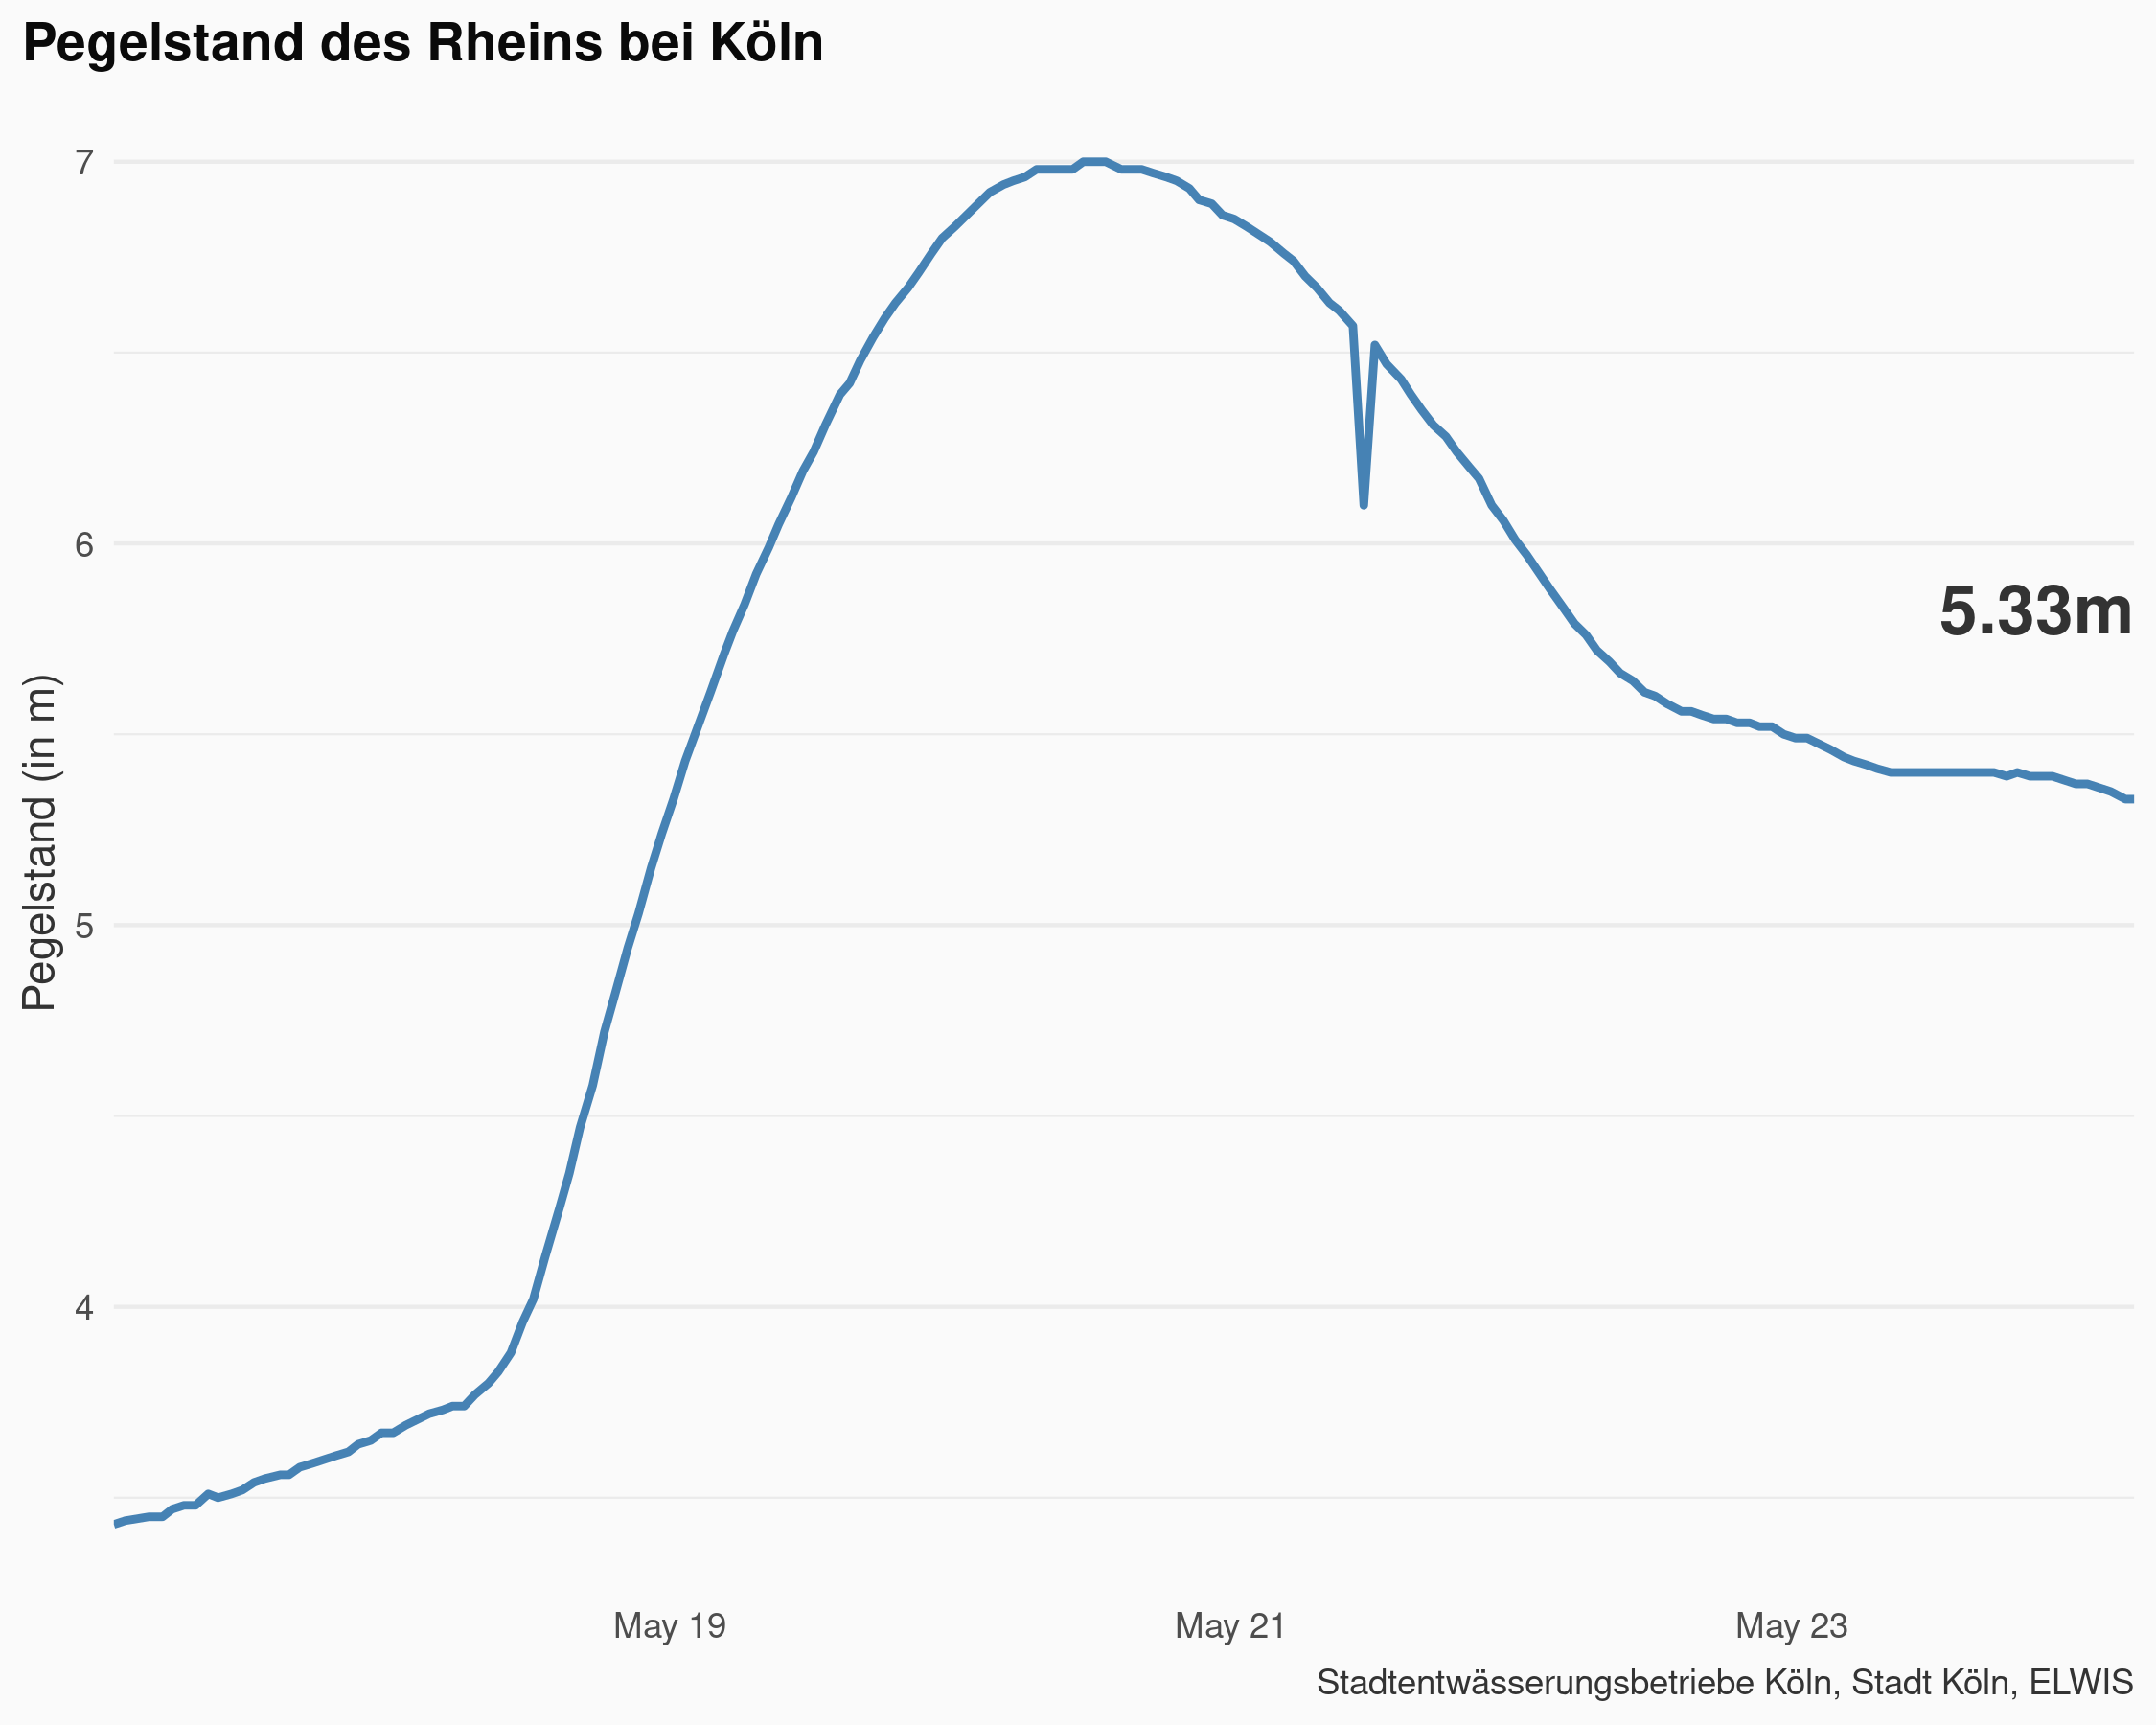 Pegelstand des Rheins bei Köln
Pegelstand (in m)
7
6
5
4
5.33m
May 19
May 21
May 23
Stadtentwässerungsbetriebe Köln, Stadt Köln, ELWIS